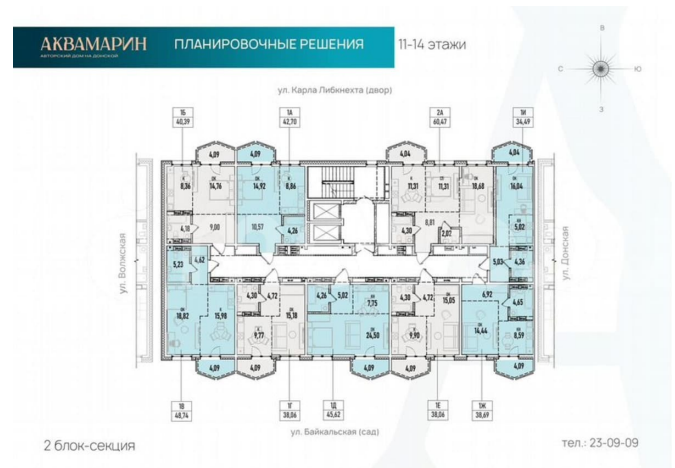 АКВАМАРИН
АВТОРСКИЙ ДОМ НА ДОНСКОЙ
ПЛАНИРОВОЧНЫЕ РЕШЕНИЯ
11-14 этажи
В
С
Ю
З
ул. Карла Либкнехта (двор)
1Б
40,39
1А
42,70
2А
60,47
1И
34,49
4,09
4,09
4,04
4,04
8,36
14,76
14,92
8,86
11,31
11,31
18,68
16,04
4,18
9,00
10,57
4,26
4,30
8,81
2,07
5,02
5,23
4,62
5,03
4,36
18,82
15,98
4,30
4,72
15,18
9,77
4,26
5,02
7,75
24,50
4,30
4,72
15,05
9,90
6,92
4,65
14,44
8,59
4,09
4,09
4,09
4,09
4,09
1В
48,74
1Г
38,06
1Д
45,62
1Е
38,06
1Ж
38,69
ул. Волжская
ул. Донская
ул. Байкальская (сад)
2 блок-секция
тел.: 23-09-09